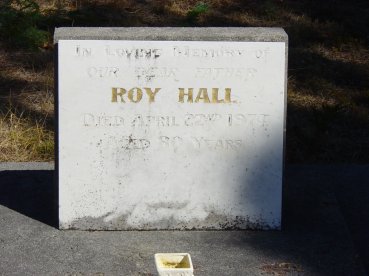 In Loving Memory of
our dear father
ROY HALL
Died April 22nd 1977
Aged 80 Years